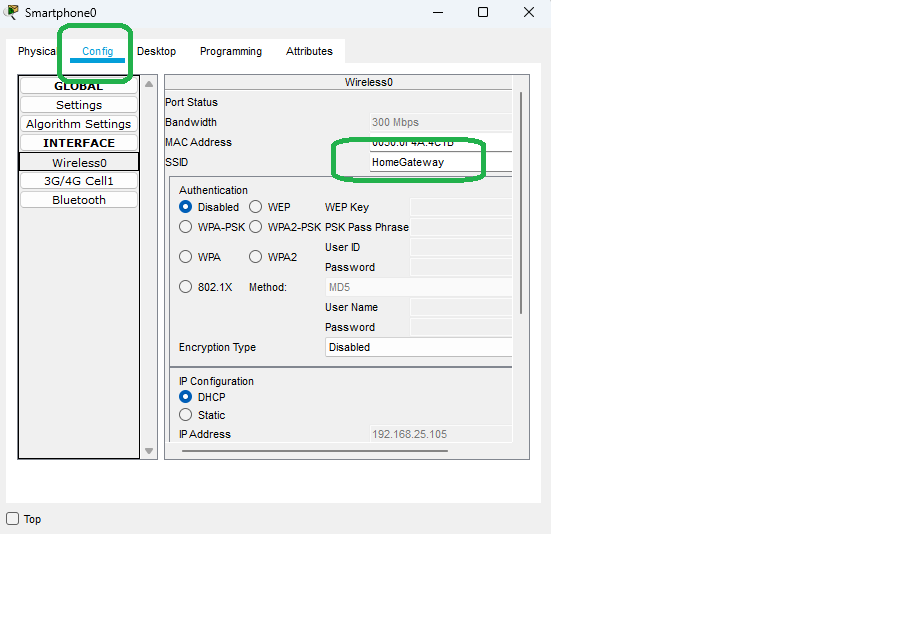 Smartphone0
Physical Config Desktop Programming Attributes
GLOBAL
Settings
Algorithm Settings
INTERFACE
Wireless0
3G/4G Cell1
Bluetooth
Wireless0
Port Status
Bandwidth 300 Mbps
MAC Address
SSID HomeGateway
Authentication
Disabled WEP WEP Key
WPA-PSK WPA2-PSK PSK Pass Phrase
User ID
WPA WPA2
Password
802.1X Method: MD5
User Name
Password
Encryption Type Disabled
IP Configuration
DHCP
Static
IP Address 192.168.25.105
Top